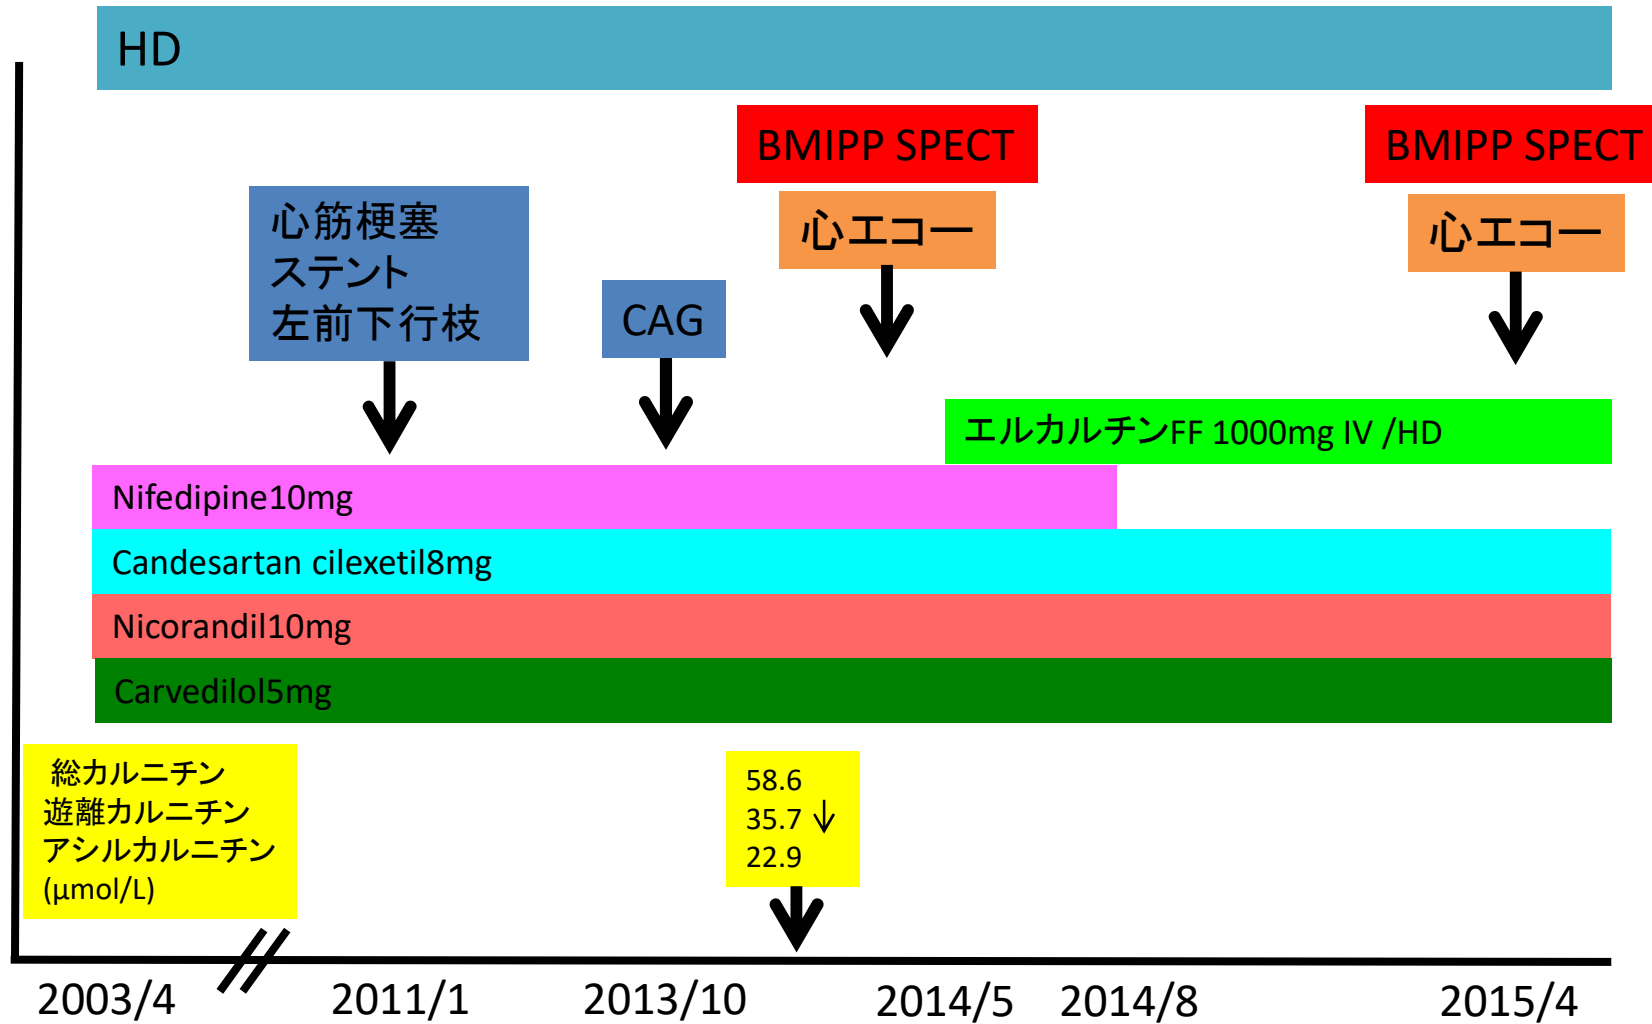 HD
BMIPP SPECT
BMIPP SPECT
心筋梗塞
ステント
左前下行枝
心エコー
心エコー
CAG
エルカルチンFF 1000mg IV /HD
Nifedipine10mg
Candesartan cilexetil8mg
Nicorandil10mg
Carvedilol5mg
総カルニチン
遊離カルニチン
アシルカルニチン
(μmol/L)
58.6
35.7 ↓
22.9
2003/4
2011/1
2013/10
2014/5
2014/8
2015/4